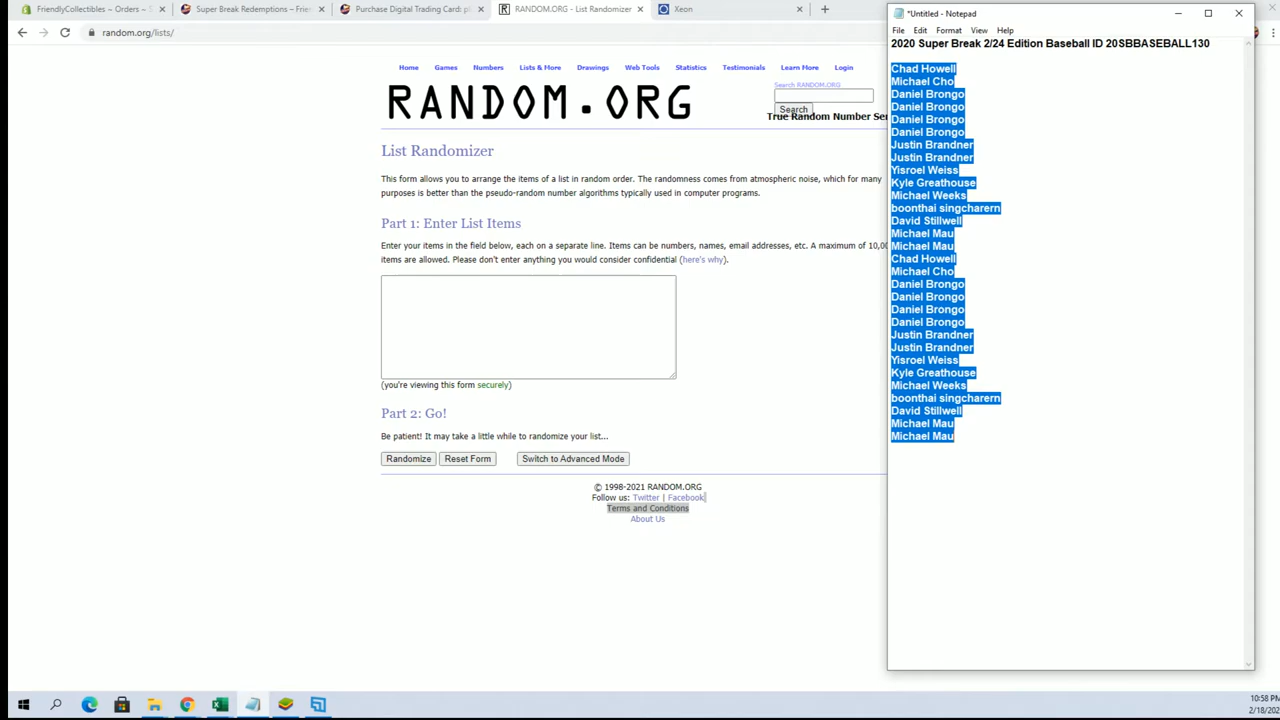 FriendlyCollectibles ~ Orders ~ S
Super Break Redemptions – Frie
Purchase Digital Trading Cards p
RANDOM.ORG - List Randomizer
Xeon
random.org/lists/
Home Games Numbers Lists & More Drawings Web Tools Statistics Testimonials Learn More Login
RANDOM.ORG
Search RANDOM.ORG
Search
True Random Number Ser
List Randomizer
This form allows you to arrange the items of a list in random order. The randomness comes from atmospheric noise, which for many
purposes is better than the pseudo-random number algorithms typically used in computer programs.
Part 1: Enter List Items
Enter your items in the field below, each on a separate line. Items can be numbers, names, email addresses, etc. A maximum of 10,00
items are allowed. Please don't enter anything you would consider confidential (here's why).
(you're viewing this form securely)
Part 2: Go!
Be patient! It may take a little while to randomize your list...
Randomize Reset Form Switch to Advanced Mode
© 1998-2021 RANDOM.ORG
Follow us: Twitter | Facebook
Terms and Conditions
About Us
*Untitled - Notepad
File Edit Format View Help
2020 Super Break 2/24 Edition Baseball ID 20SBBASEBALL130
Chad Howell
Michael Cho
Daniel Brongo
Daniel Brongo
Daniel Brongo
Daniel Brongo
Justin Brandner
Justin Brandner
Yisroel Weiss
Kyle Greathouse
Michael Weeks
boonthai singcharern
David Stillwell
Michael Mau
Michael Mau
Chad Howell
Michael Cho
Daniel Brongo
Daniel Brongo
Daniel Brongo
Daniel Brongo
Justin Brandner
Justin Brandner
Yisroel Weiss
Kyle Greathouse
Michael Weeks
boonthai singcharern
David Stillwell
Michael Mau
Michael Mau
10:58 PM
2/18/202